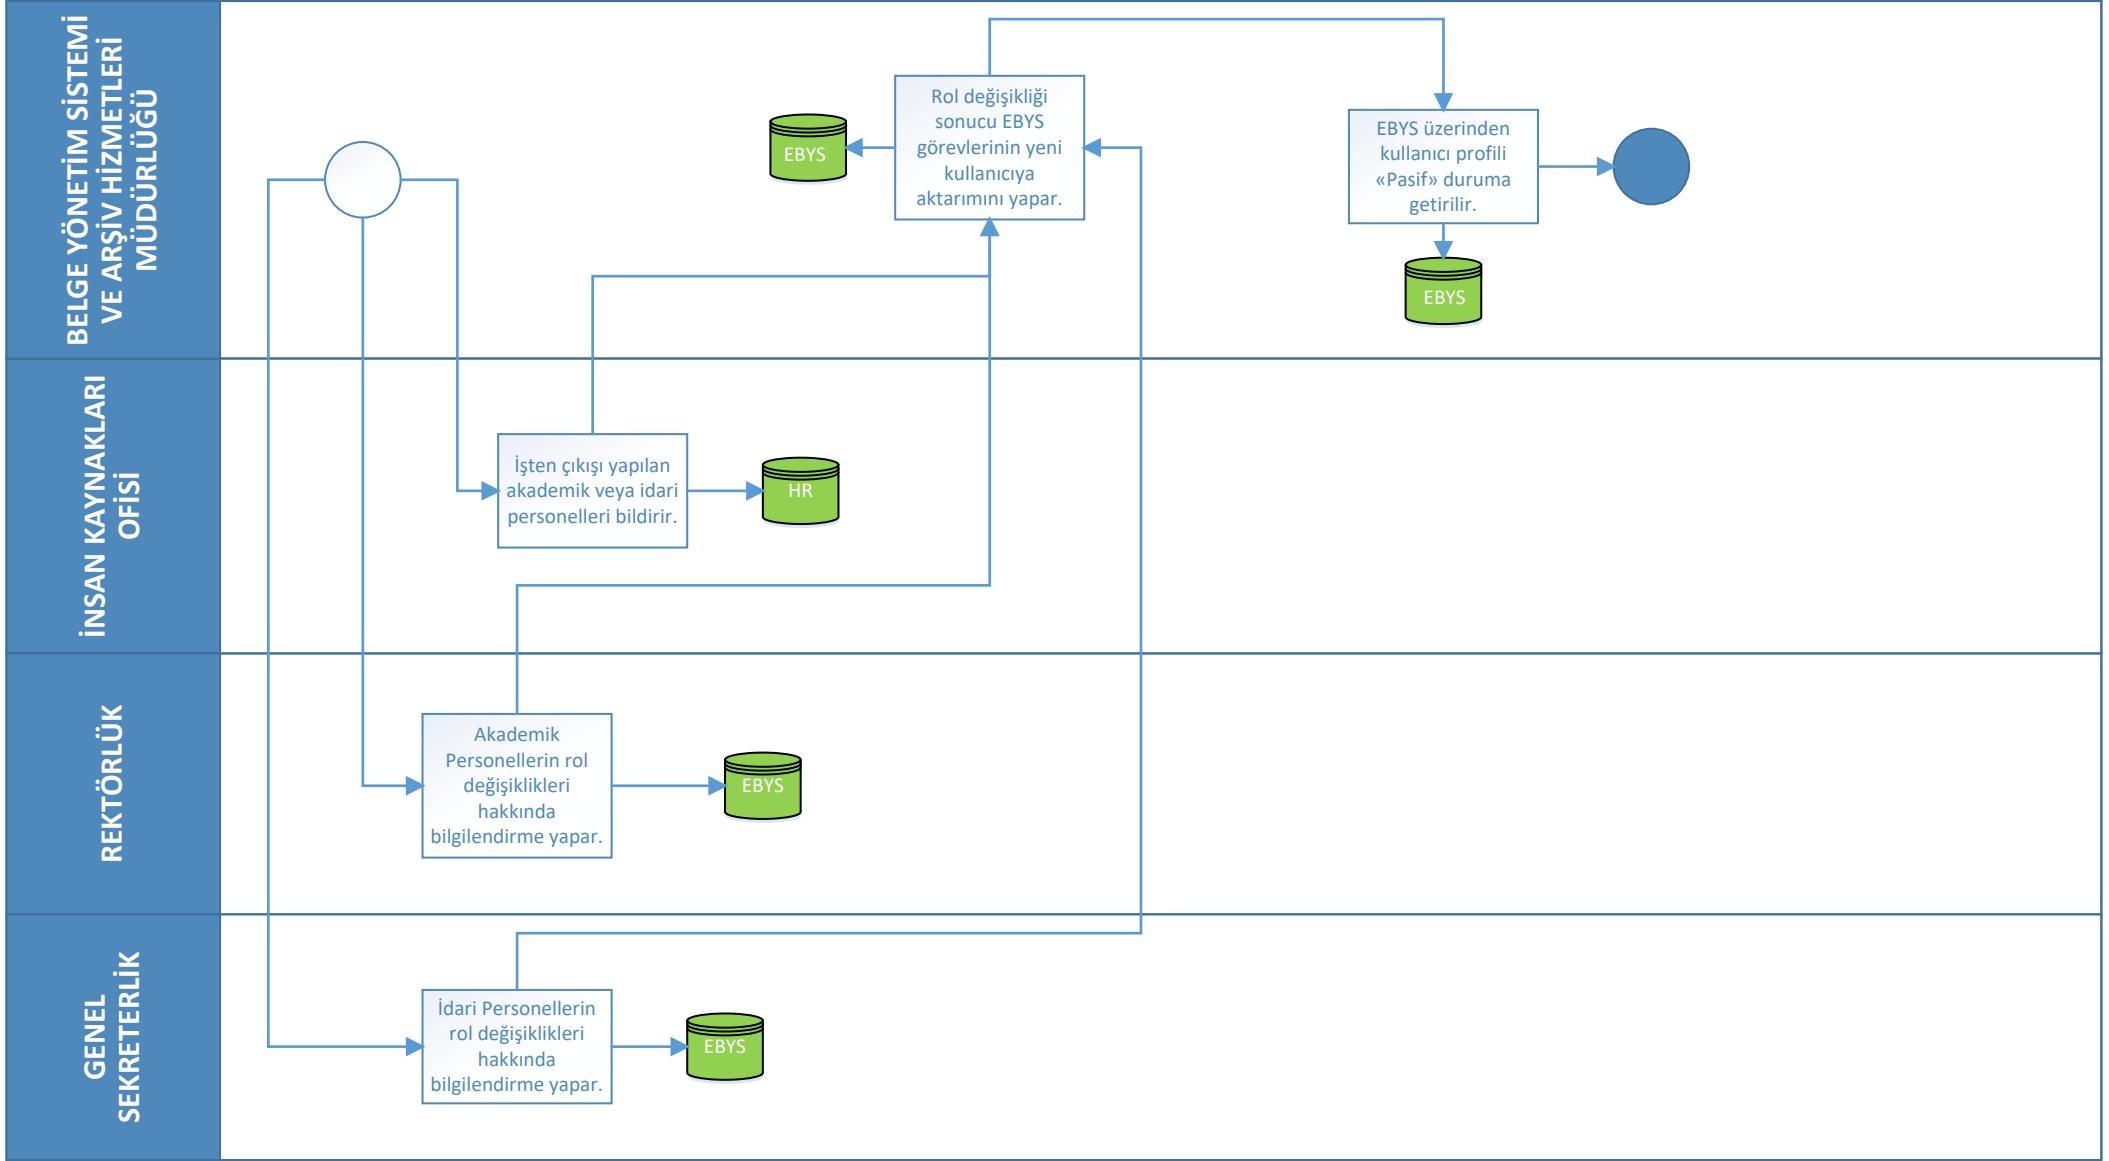 BELGE YÖNETİM SİSTEMİ
VE ARŞİV HİZMETLERİ
MÜDÜRLÜĞÜ
Rol değişikliği
sonucu EBYS
görevlerinin yeni
kullanıcıya
aktarımını yapar.
EBYS
EBYS üzerinden
kullanıcı profili
«Pasif» duruma
getirilir.
EBYS
İNSAN KAYNAKLARI
OFİSİ
İşten çıkışı yapılan
akademik veya idari
personelleri bildirir.
HR
REKTÖRLÜK
Akademik
Personellerin rol
değişiklikleri
hakkında
bilgilendirme yapar.
EBYS
GENEL
SEKRETERLİK
İdari Personellerin
rol değişiklikleri
hakkında
bilgilendirme yapar.
EBYS